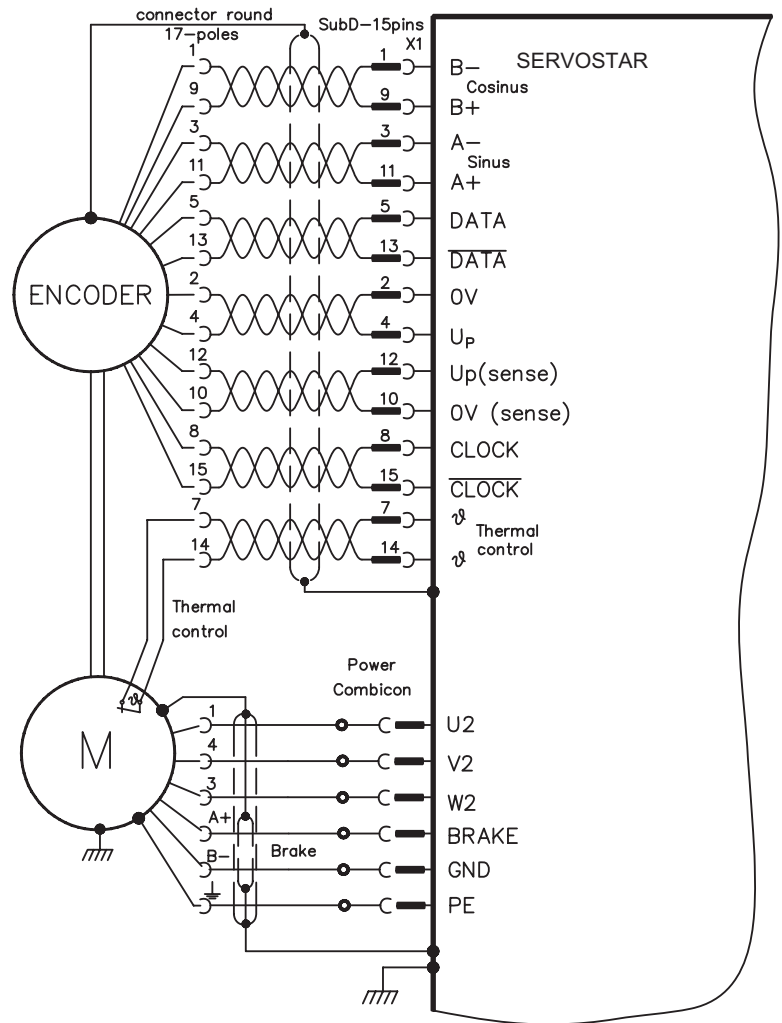 connector round
17-poles
SubD-15pins
X1
SERVOSTAR
1
1
B−
Cosinus
9
9
B+
3
3
A−
Sinus
11
11
A+
5
5
DATA
13
13
DATA
ENCODER
2
2
0V
4
4
UP
12
12
Up(sense)
10
10
0V (sense)
8
8
CLOCK
15
15
CLOCK
7
7
ϑ
Thermal
control
14
14
ϑ
Thermal
control
Power
Combicon
ϑ
M
1
U2
4
V2
3
W2
A+
BRAKE
Brake
B−
GND
PE